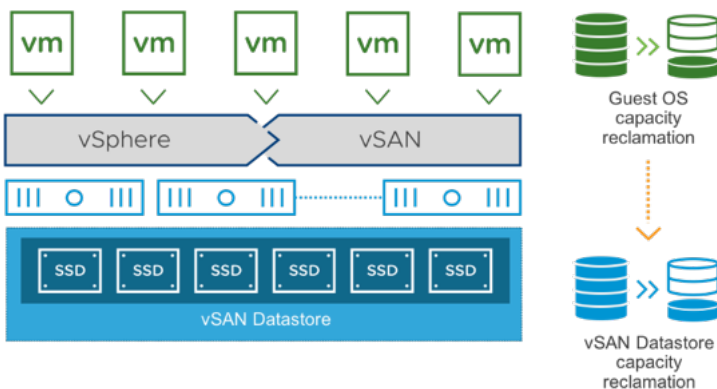 vm
vm
vm
vm
vm
vSphere
vSAN
SSD
SSD
SSD
SSD
SSD
SSD
vSAN Datastore
Guest OS
capacity
reclamation
vSAN Datastore
capacity
reclamation